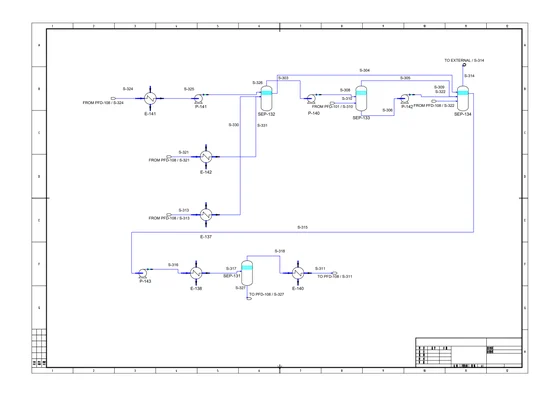 TO EXTERNAL / S-314
S-304
S-303
S-305
S-314
S-324
S-325
S-326
S-308
S-309
S-322
FROM PFD-108 / S-324
E-141
P-141
SEP-132
P-140
S-310
FROM PFD-101 / S-310
SEP-133
S-306
P-142
FROM PFD-106 / S-322
SEP-134
S-330
S-331
S-321
FROM PFD-108 / S-321
E-142
S-313
FROM PFD-108 / S-313
E-137
S-315
S-316
S-317
SEP-131
S-318
S-311
P-143
E-138
S-327
E-140
TO PFD-108 / S-311
TO PFD-108 / S-327